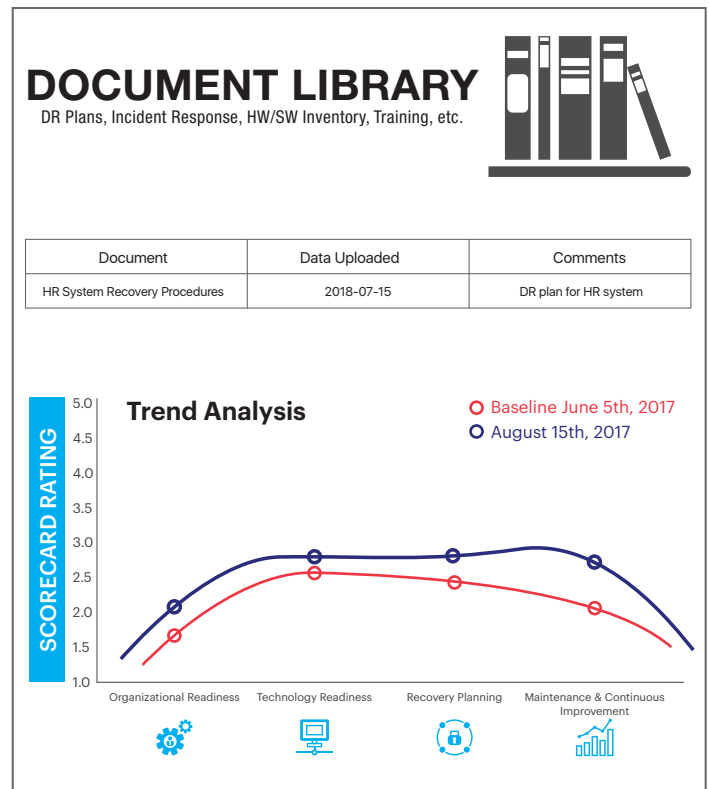 DOCUMENT LIBRARY
DR Plans, Incident Response, HW/SW Inventory, Training, etc.
Document Data Uploaded Comments
HR System Recovery Procedures 2018-07-15 DR plan for HR system
Trend Analysis
Baseline June 5th, 2017
August 15th, 2017
SCORECARD RATING
5.0
4.5
4.0
3.5
3.0
2.5
2.0
1.5
1.0
Organizational Readiness Technology Readiness Recovery Planning Maintenance & Continuous
Improvement